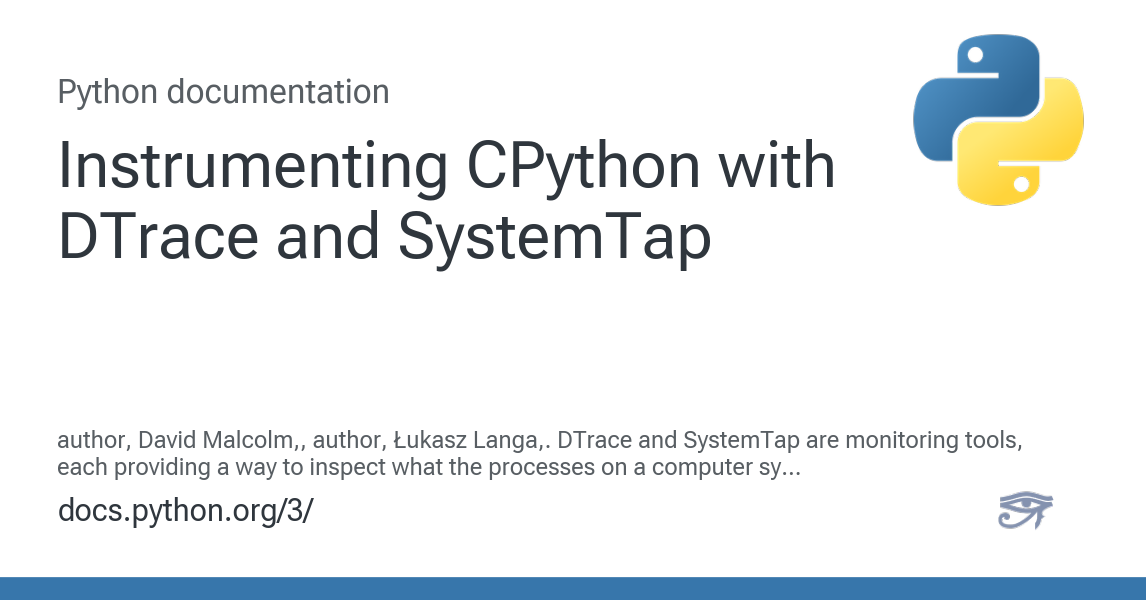 Python documentation
Instrumenting CPython with
DTrace and SystemTap
author, David Malcolm,, author, Łukasz Langa,. DTrace and SystemTap are monitoring tools,
each providing a way to inspect what the processes on a computer sy...
docs.python.org/3/